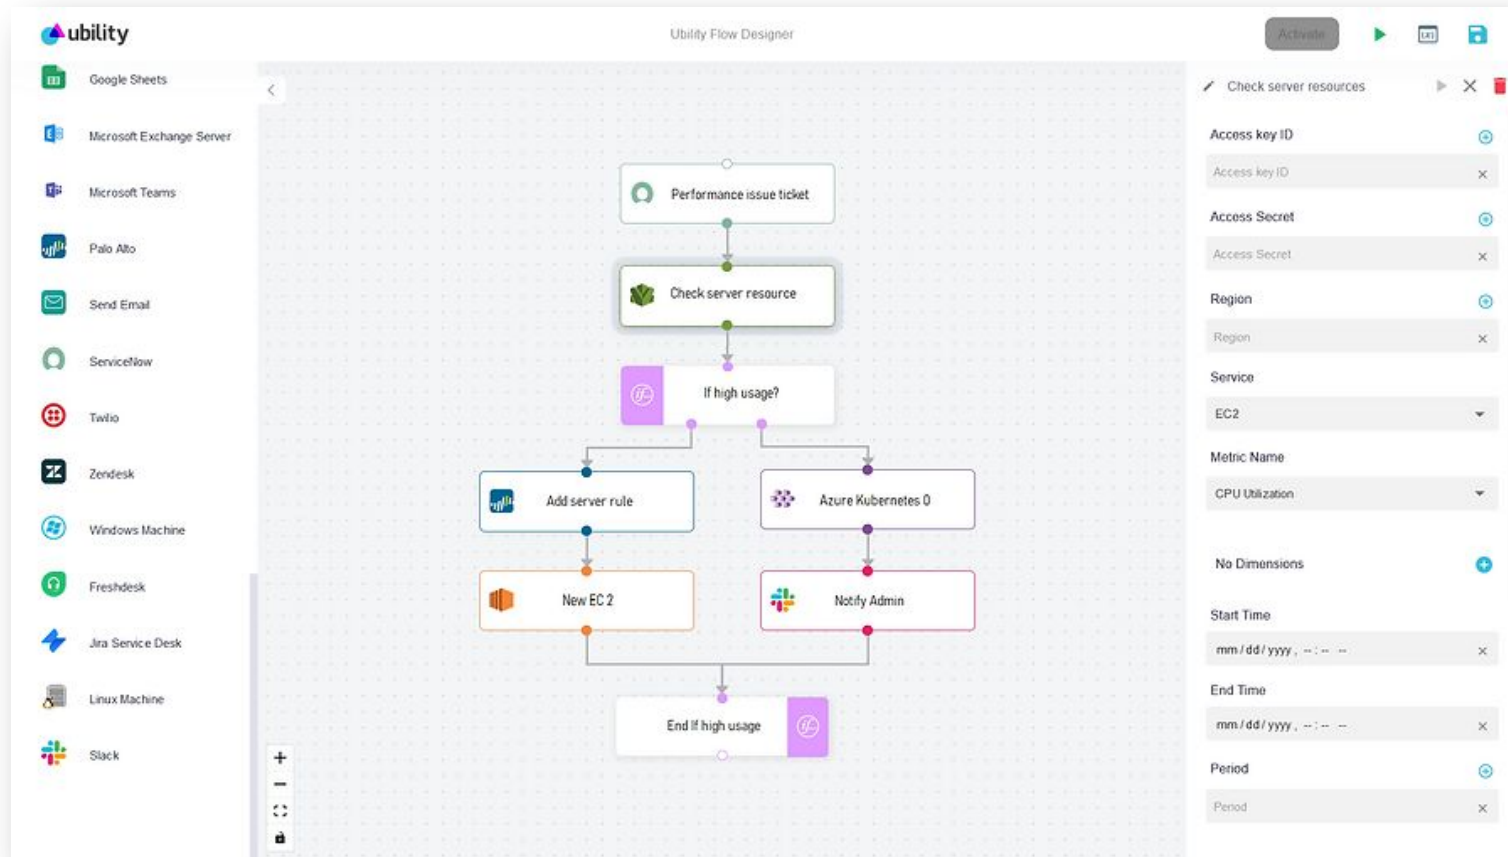 ubility
Ubility Flow Designer
Activate
Google Sheets
Microsoft Exchange Server
Microsoft Teams
Palo Alto
Send Email
ServiceNow
Twilio
Zendesk
Windows Machine
Freshdesk
Jira Service Desk
Linux Machine
Slack
Performance issue ticket
Check server resource
if...
If high usage?
Add server rule
Azure Kubernetes 0
New EC 2
Notify Admin
End If high usage
if...
Check server resources
Access key ID
Access key ID
Access Secret
Access Secret
Region
Region
Service
EC2
Metric Name
CPU Utilization
No Dimensions
Start Time
mm / dd / yyyy , -- : -- --
End Time
mm / dd / yyyy , -- : -- --
Period
Period